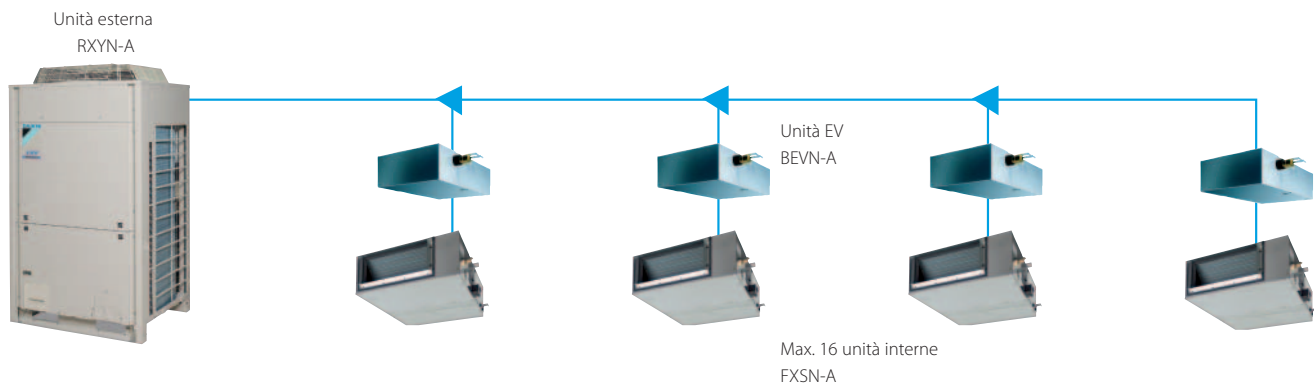 Unità esterna
RXYN-A
Unità EV
BEVN-A
Max. 16 unità interne
FXSN-A